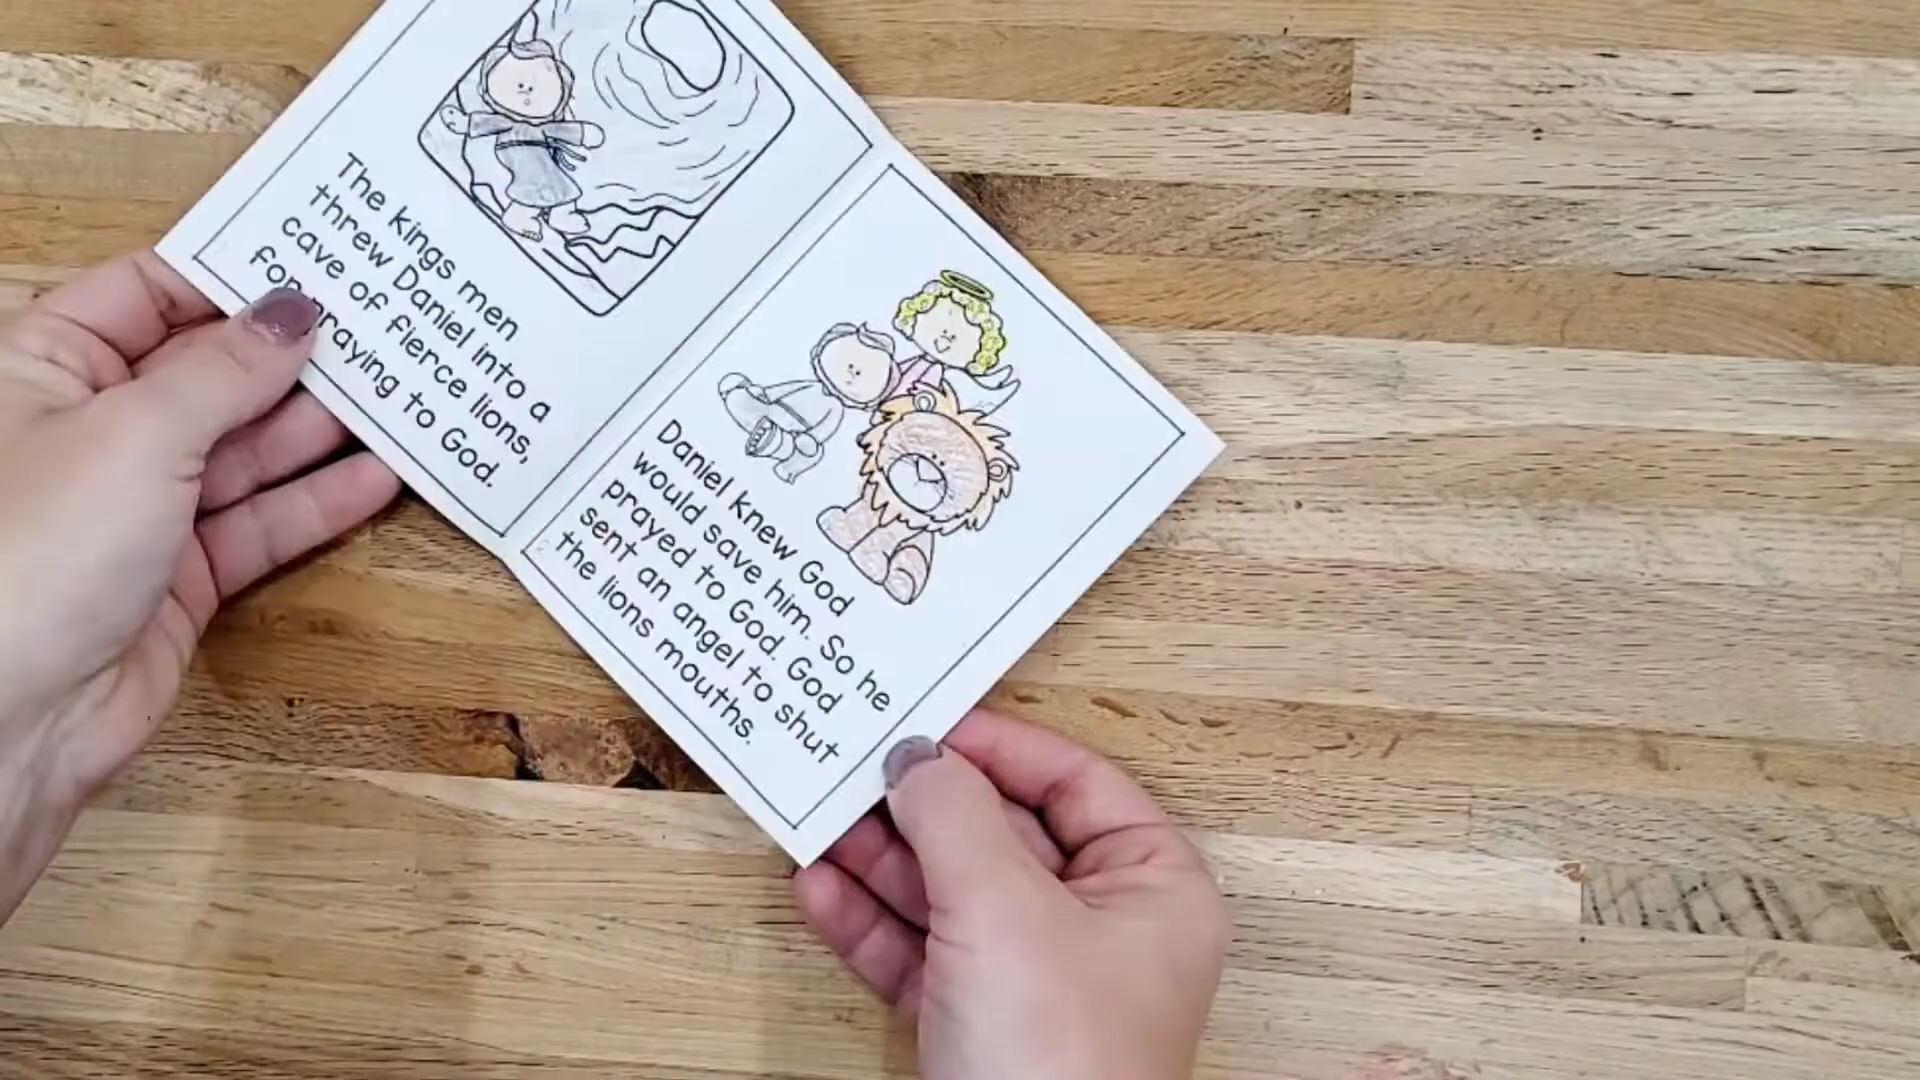 The kings men
threw Daniel into a
cave of fierce lions,
for praying to God.
Daniel knew God
would save him. So he
prayed to God. God
sent an angel to shut
the lions mouths.